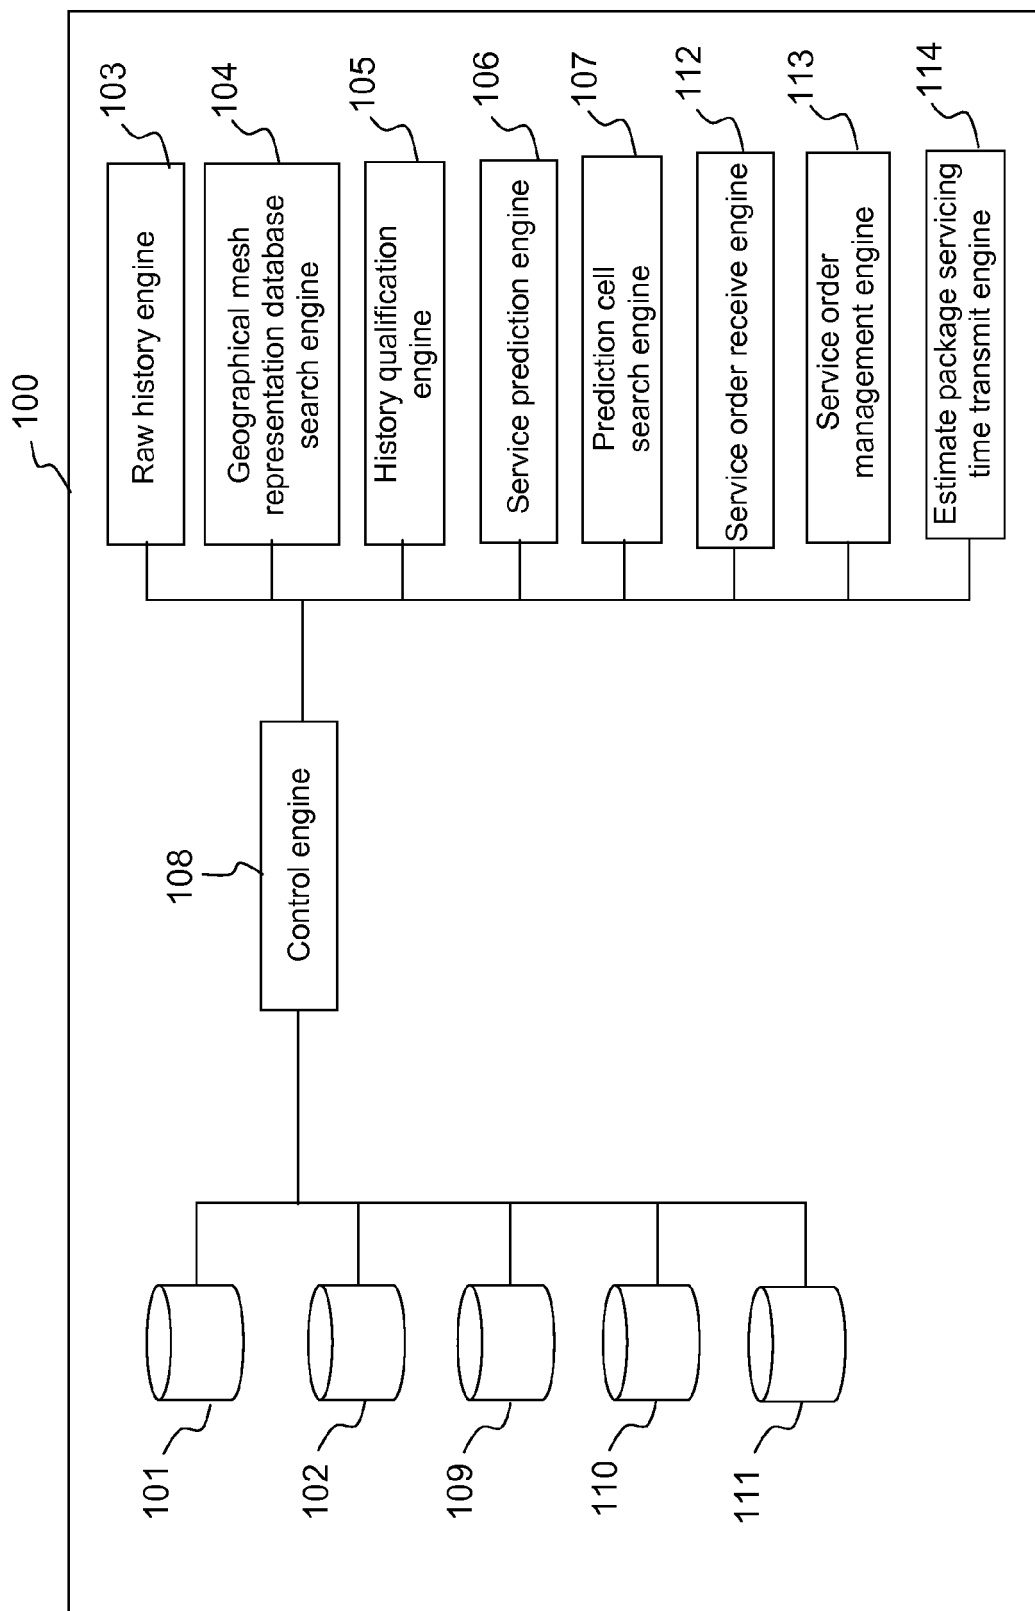 100
103
Raw history engine
104
Geographical mesh
representation database
search engine
105
History qualification
engine
106
Service prediction engine
107
Prediction cell
search engine
112
Service order receive engine
113
Service order
management engine
114
Estimate package servicing
time transmit engine
108
Control engine
101
102
109
110
111